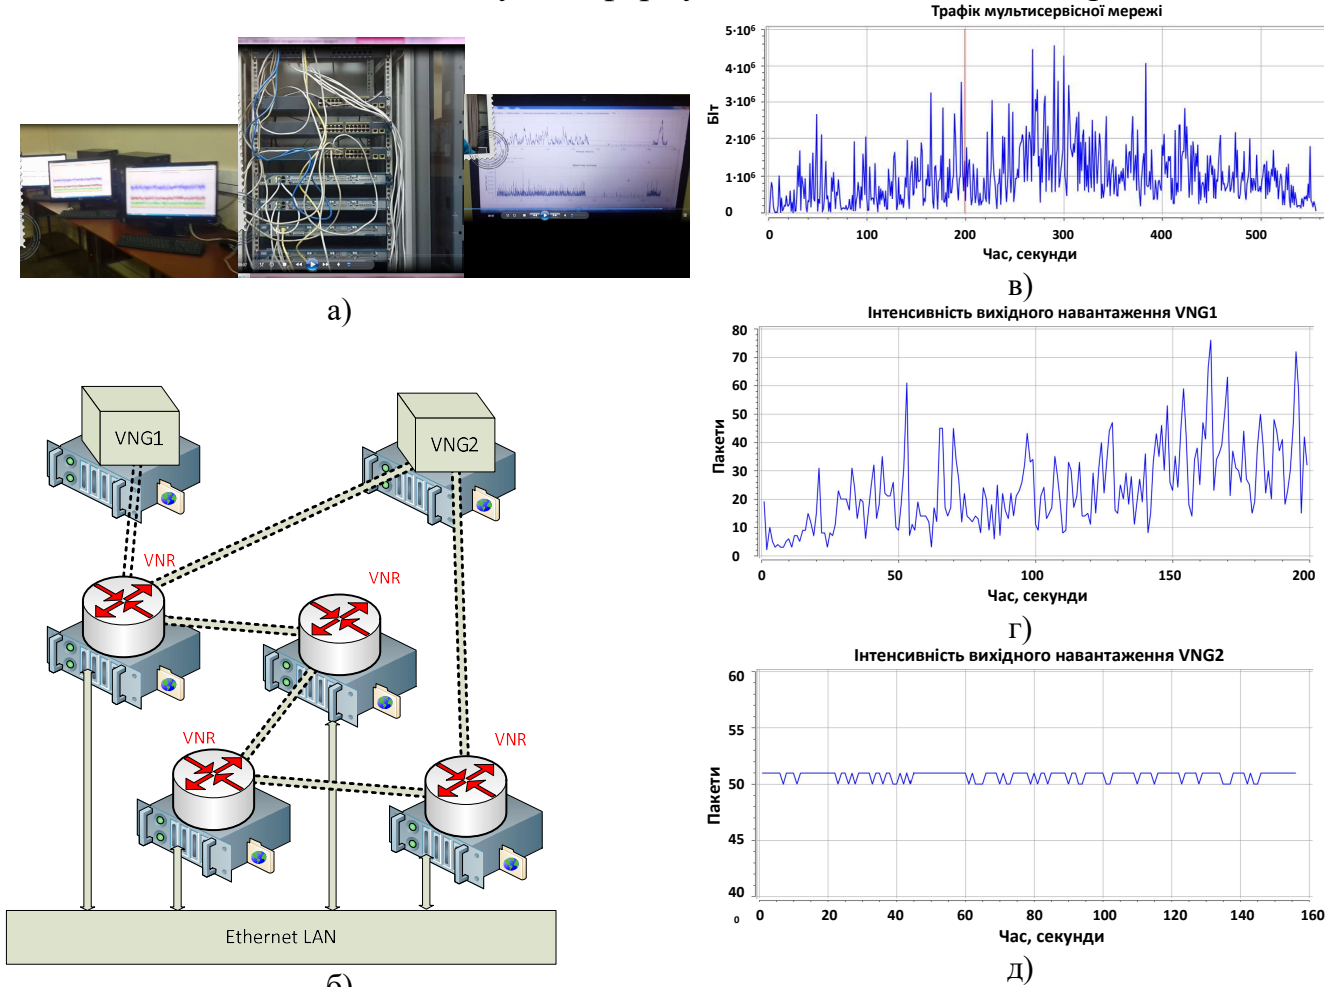 а)
VNG1
VNG2
VNR
VNR
VNR
VNR
Ethernet LAN
б)
Трафік мультисервісної мережі
5·10⁶
4·10⁶
3·10⁶
2·10⁶
1·10⁶
0
БІт
0 100 200 300 400 500
Час, секунди
в)
Інтенсивність вихідного навантаження VNG1
80
70
60
50
40
30
20
10
0
Пакети
0 50 100 150 200
Час, секунди
г)
Інтенсивність вихідного навантаження VNG2
60
55
50
45
40
0
Пакети
0 20 40 60 80 100 120 140 160
Час, секунди
д)